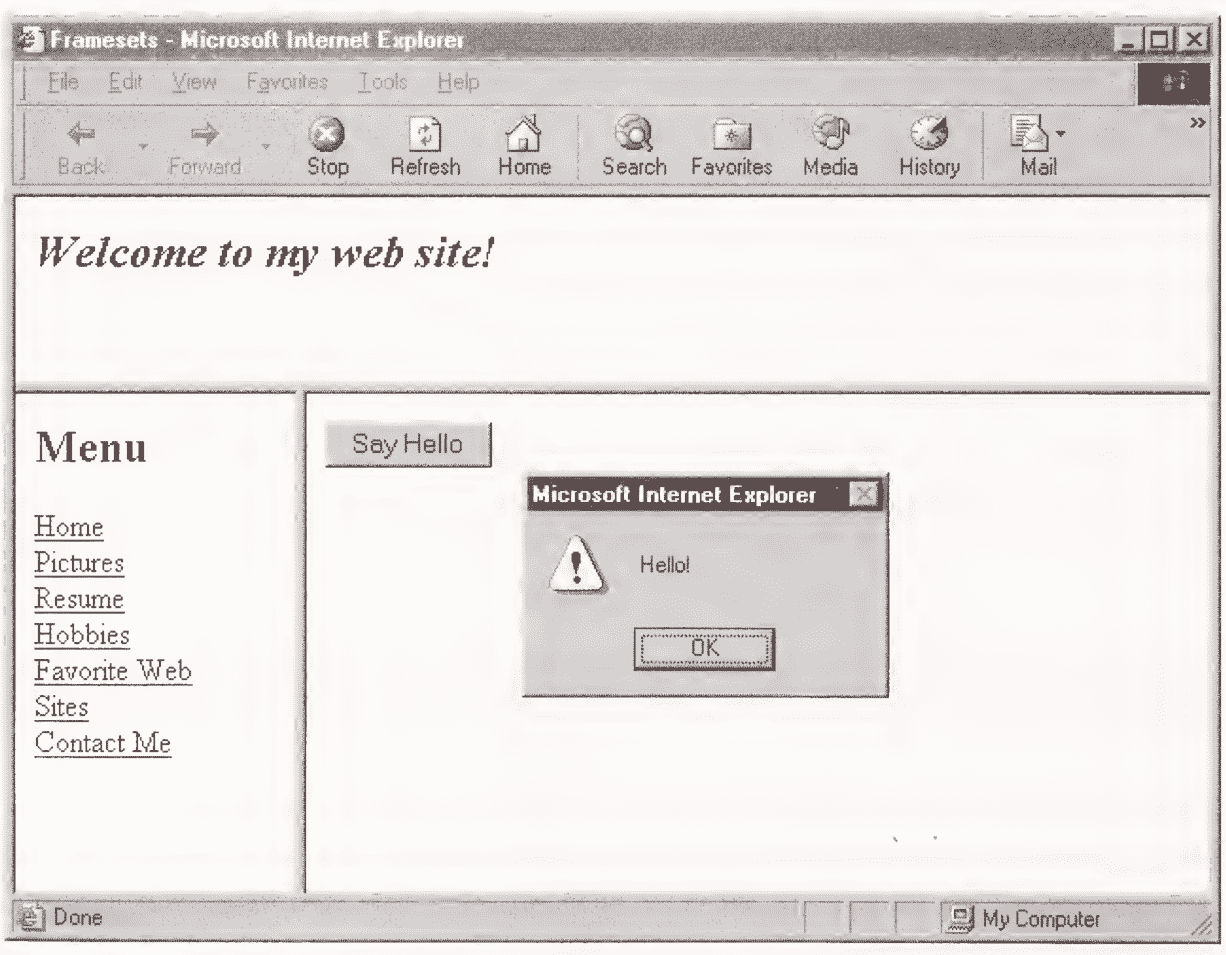 Framesets - Microsoft Internet Explorer
File Edit View Favorites Tools Help
Back Forward Stop Refresh Home Search Favorites Media History Mail »
Welcome to my web site!
Menu
Home
Pictures
Resume
Hobbies
Favorite Web
Sites
Contact Me
Say Hello
Microsoft Internet Explorer
Hello!
OK
Done My Computer